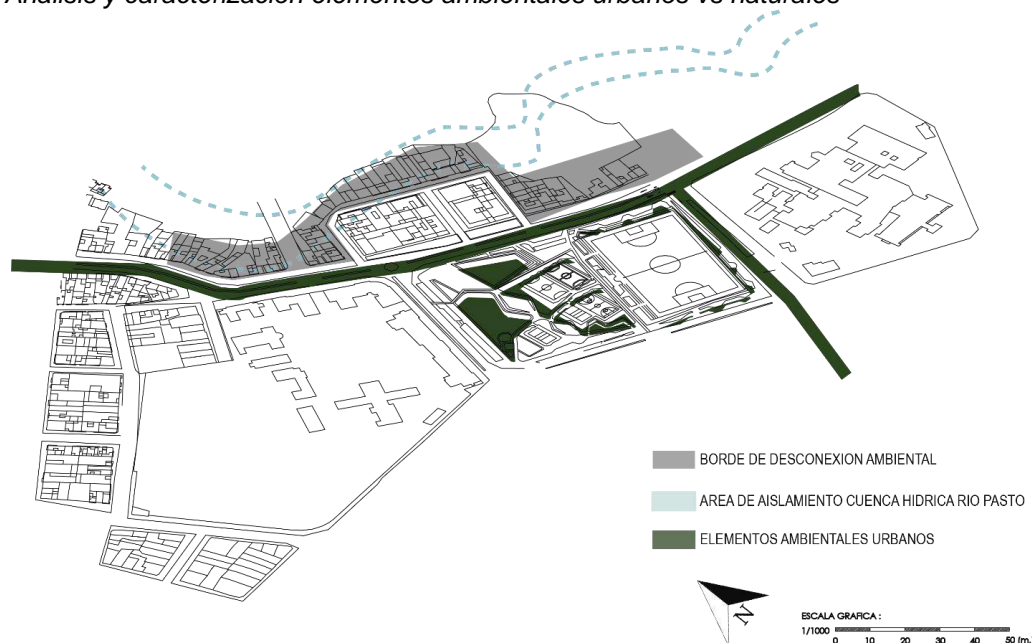 Análisis y caracterización elementos ambientales urbanos vs naturales
BORDE DE DESCONEXION AMBIENTAL
AREA DE AISLAMIENTO CUENCA HIDRICA RIO PASTO
ELEMENTOS AMBIENTALES URBANOS
N
ESCALA GRAFICA :
1/1000
0 10 20 30 40 50 (m.